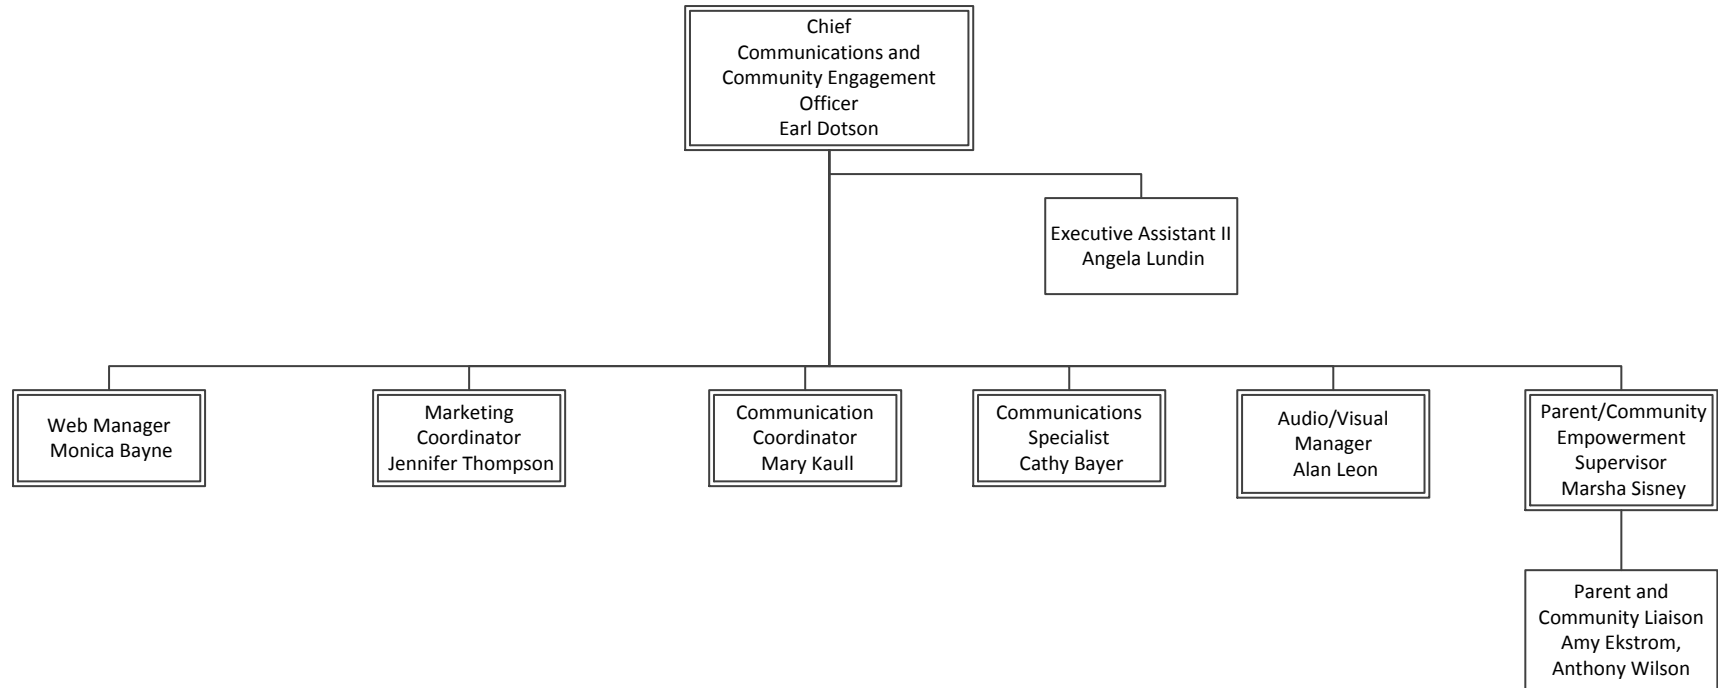 Chief
Communications and
Community Engagement
Officer
Earl Dotson
Executive Assistant II
Angela Lundin
Web Manager
Monica Bayne
Marketing
Coordinator
Jennifer Thompson
Communication
Coordinator
Mary Kaull
Communications
Specialist
Cathy Bayer
Audio/Visual
Manager
Alan Leon
Parent/Community
Empowerment
Supervisor
Marsha Sisney
Parent and
Community Liaison
Amy Ekstrom,
Anthony Wilson